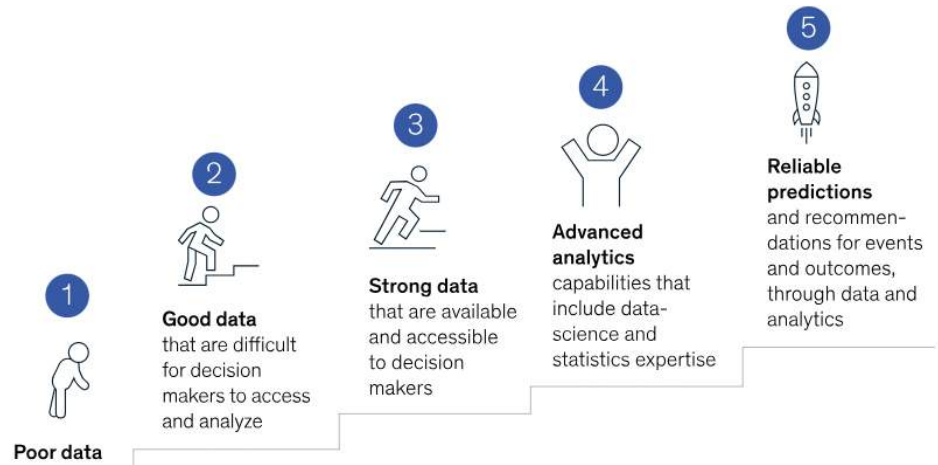 1
Poor data
2
Good data
that are difficult
for decision
makers to access
and analyze
3
Strong data
that are available
and accessible
to decision
makers
4
Advanced
analytics
capabilities that
include data-
science and
statistics expertise
5
Reliable
predictions
and recommen-
dations for events
and outcomes,
through data and
analytics